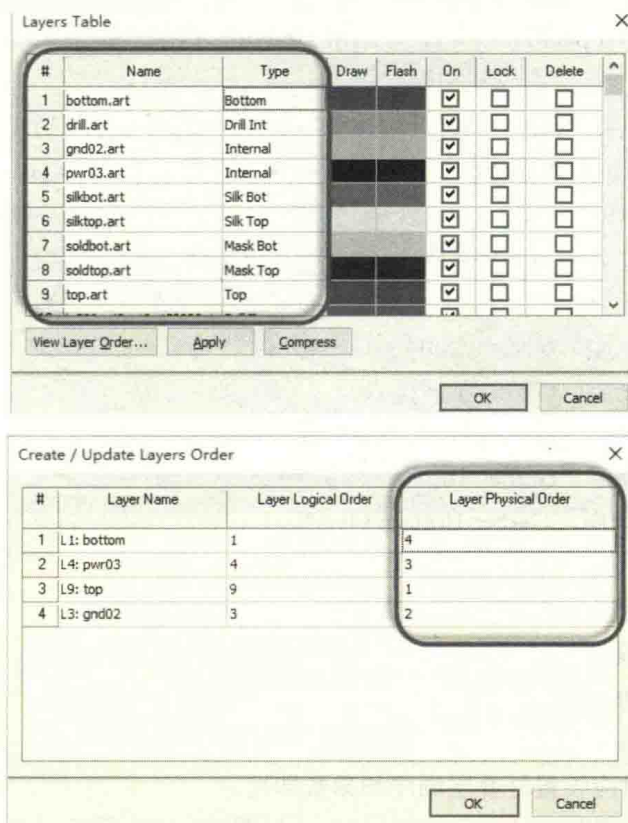 Layers Table
# Name Type Draw Flash On Lock Delete
1 bottom.art Bottom
2 drill.art Drill Int
3 gnd02.art Internal
4 pwr03.art Internal
5 silkbot.art Silk Bot
6 silktop.art Silk Top
7 soldbot.art Mask Bot
8 soldtop.art Mask Top
9 top.art Top
View Layer Order... Apply Compress
OK Cancel
Create / Update Layers Order
# Layer Name Layer Logical Order Layer Physical Order
1 L1: bottom 1 4
2 L4: pwr03 4 3
3 L9: top 9 1
4 L3: gnd02 3 2
OK Cancel